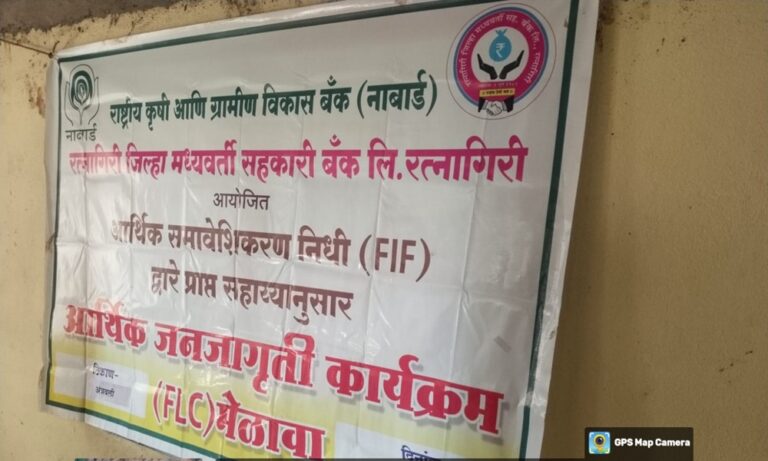 नाबार्ड
राष्ट्रीय कृषी आणि ग्रामीण विकास बँक (नाबार्ड)
रत्नागिरी जिल्हा मध्यवर्ती सहकारी बँक लि.रत्नागिरी
आयोजित
आर्थिक समावेशिकरण निधी (FIF)
द्वारे प्राप्त सहाय्यानुसार
आर्थिक जनजागृती कार्यक्रम
(FLC) मेळावा
ठिकाण-
GPS Map Camera